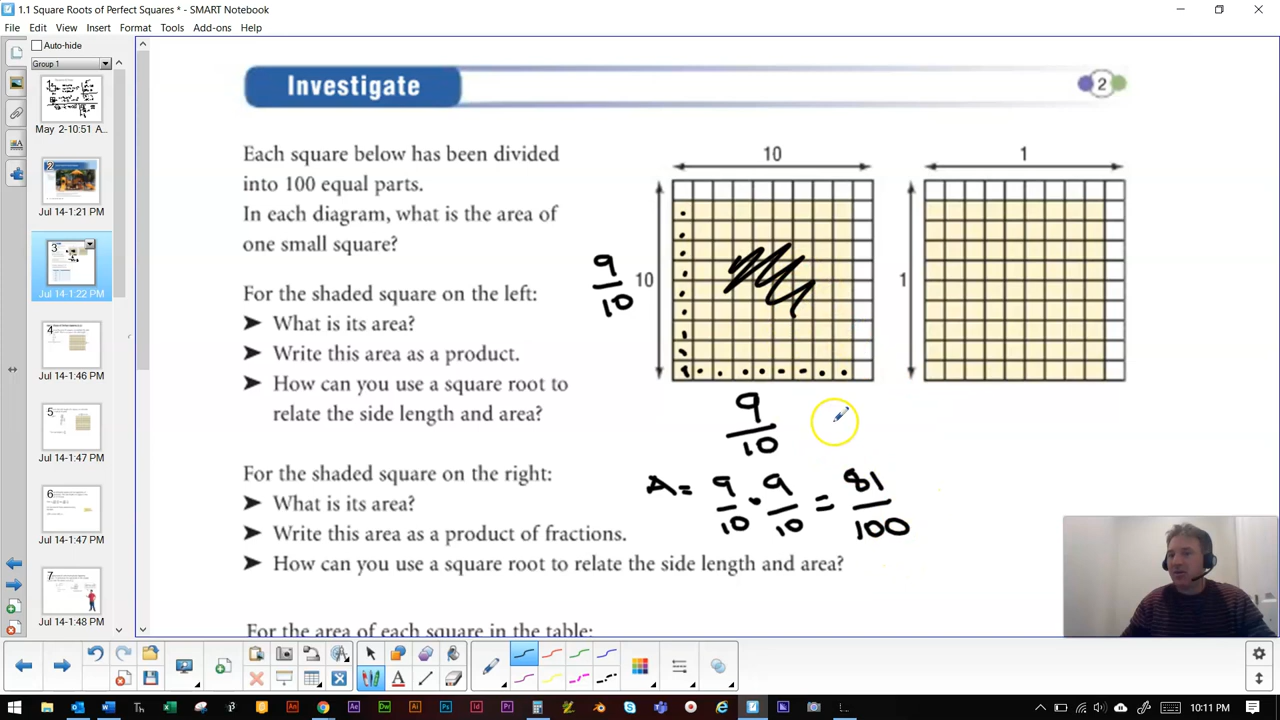 1.1 Square Roots of Perfect Squares * - SMART Notebook
File Edit View Insert Format Tools Add-ons Help
Auto-hide
Group 1
May 2-10:51 A...
2
Jul 14-1:21 PM
3
Jul 14-1:22 PM
4
Jul 14-1:46 PM
5
Jul 14-1:47 PM
6
Jul 14-1:47 PM
7
Jul 14-1:48 PM
Investigate
2
Each square below has been divided
into 100 equal parts.
In each diagram, what is the area of
one small square?
For the shaded square on the left:
➤ What is its area?
➤ Write this area as a product.
➤ How can you use a square root to
relate the side length and area?
For the shaded square on the right:
➤ What is its area?
➤ Write this area as a product of fractions.
➤ How can you use a square root to relate the side length and area?
For the area of each square in the table:
10
10
9/10
9/10
1
1
A = 9/10 • 9/10 = 81/100
10:11 PM